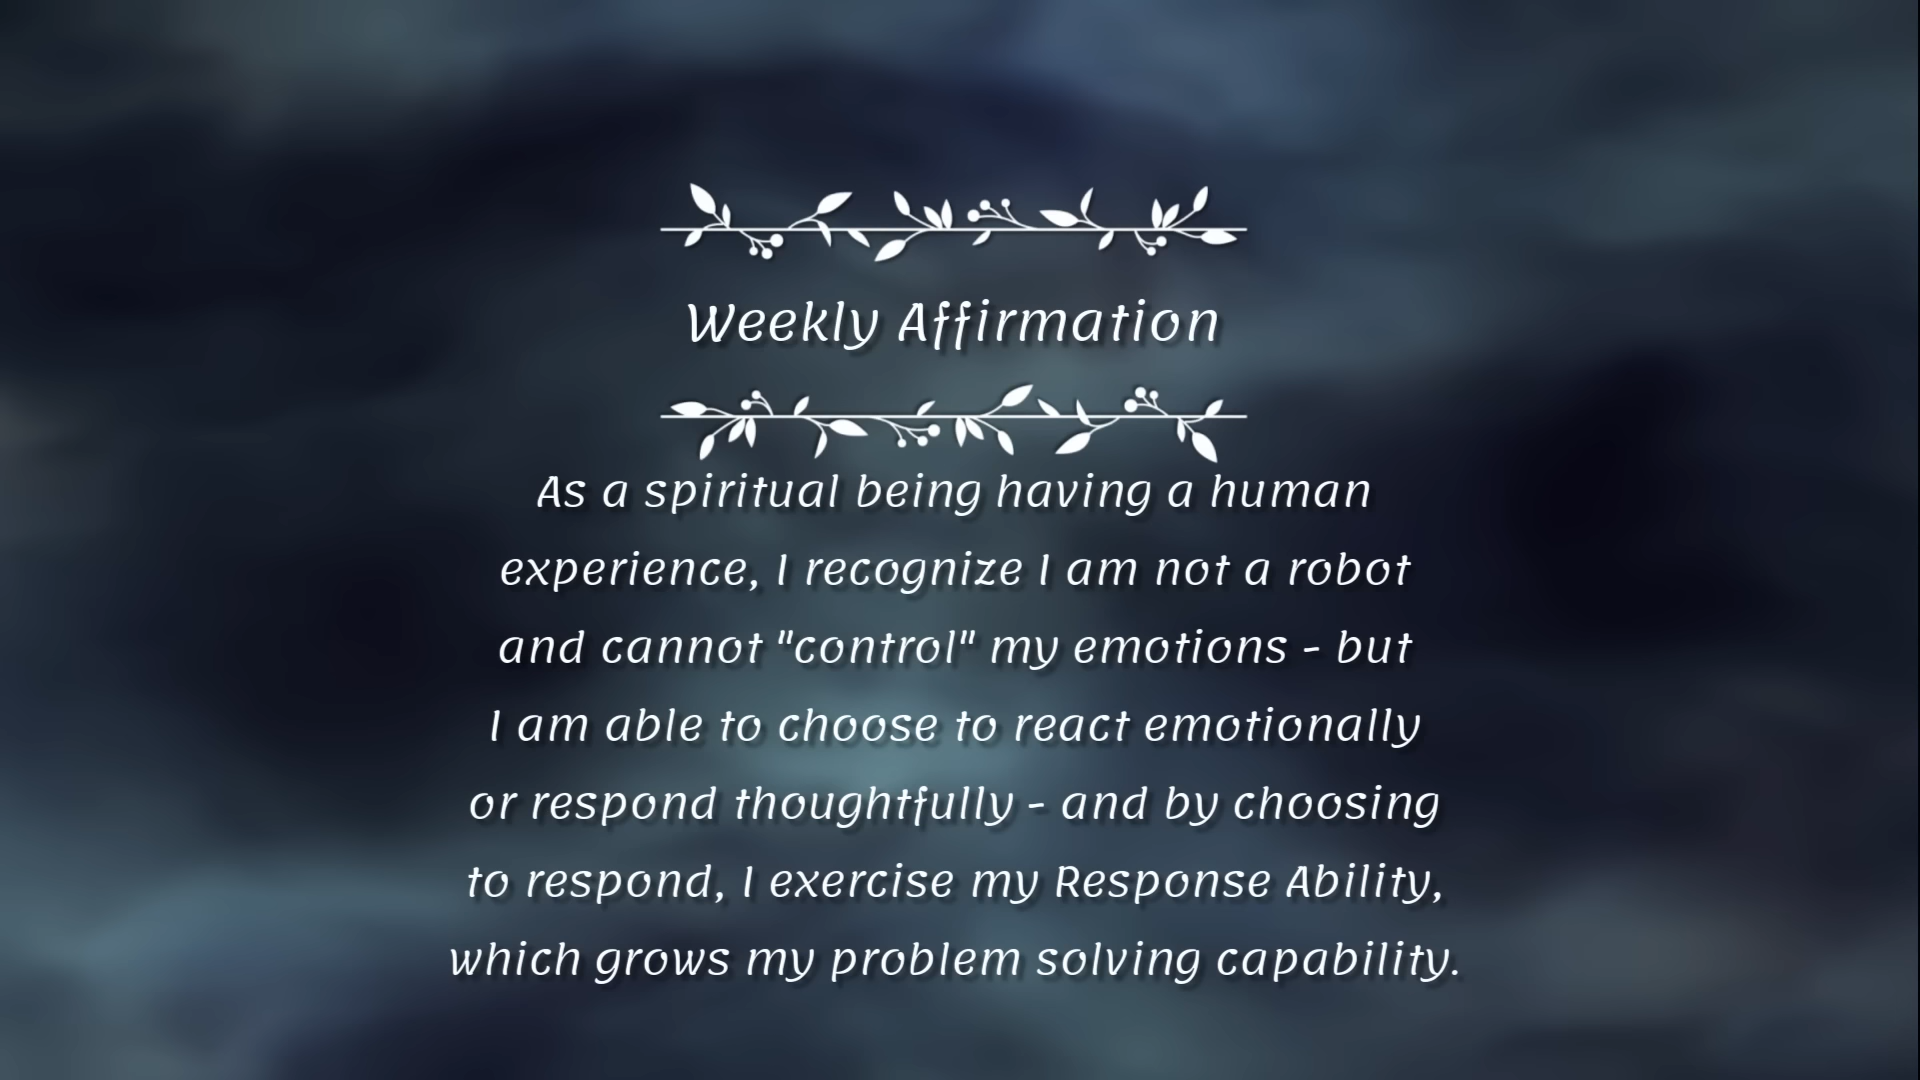 Weekly Affirmation
As a spiritual being having a human
experience, I recognize I am not a robot
and cannot "control" my emotions - but
I am able to choose to react emotionally
or respond thoughtfully - and by choosing
to respond, I exercise my Response Ability,
which grows my problem solving capability.